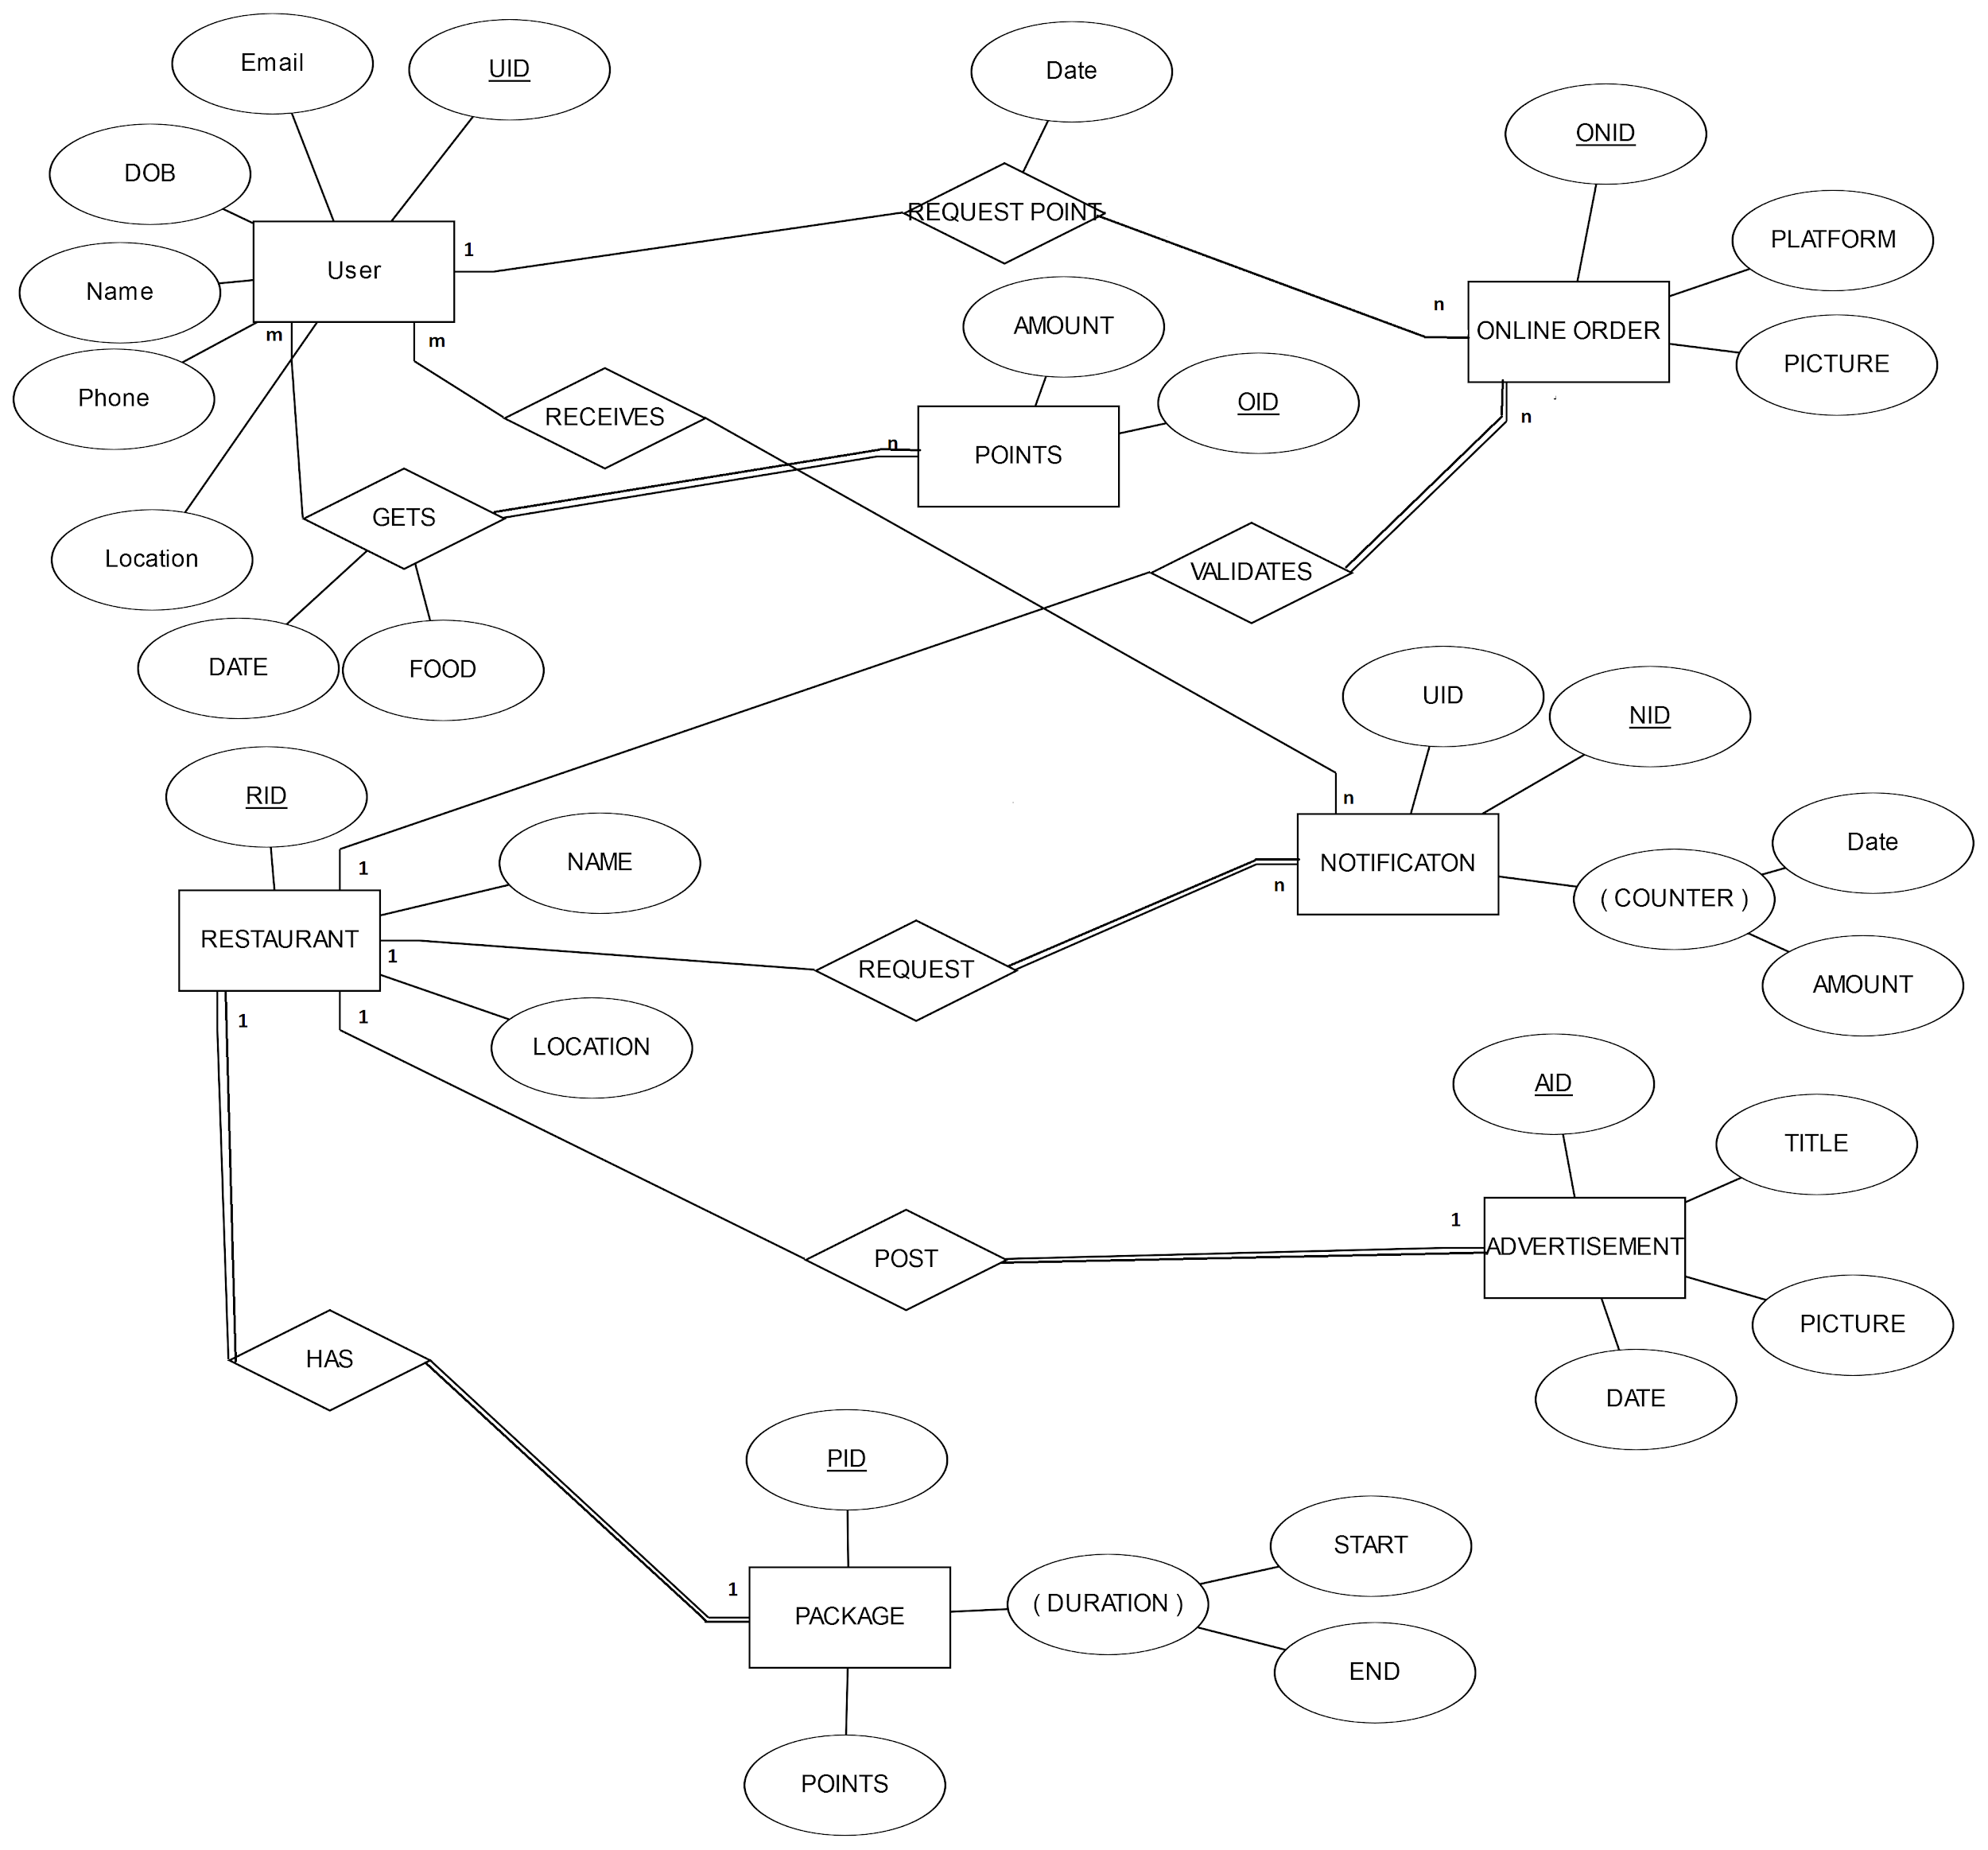 Email
UID
Date
ONID
DOB
REQUEST POINT
PLATFORM
1
User
Name
n
AMOUNT
ONLINE ORDER
m
m
PICTURE
Phone
RECEIVES
OID
n
n
POINTS
GETS
Location
VALIDATES
DATE
FOOD
UID
NID
RID
n
Date
NAME
1
NOTIFICATON
n
( COUNTER )
RESTAURANT
1
REQUEST
AMOUNT
1
1
LOCATION
AID
TITLE
1
POST
ADVERTISEMENT
PICTURE
HAS
DATE
PID
START
1
PACKAGE
( DURATION )
END
POINTS